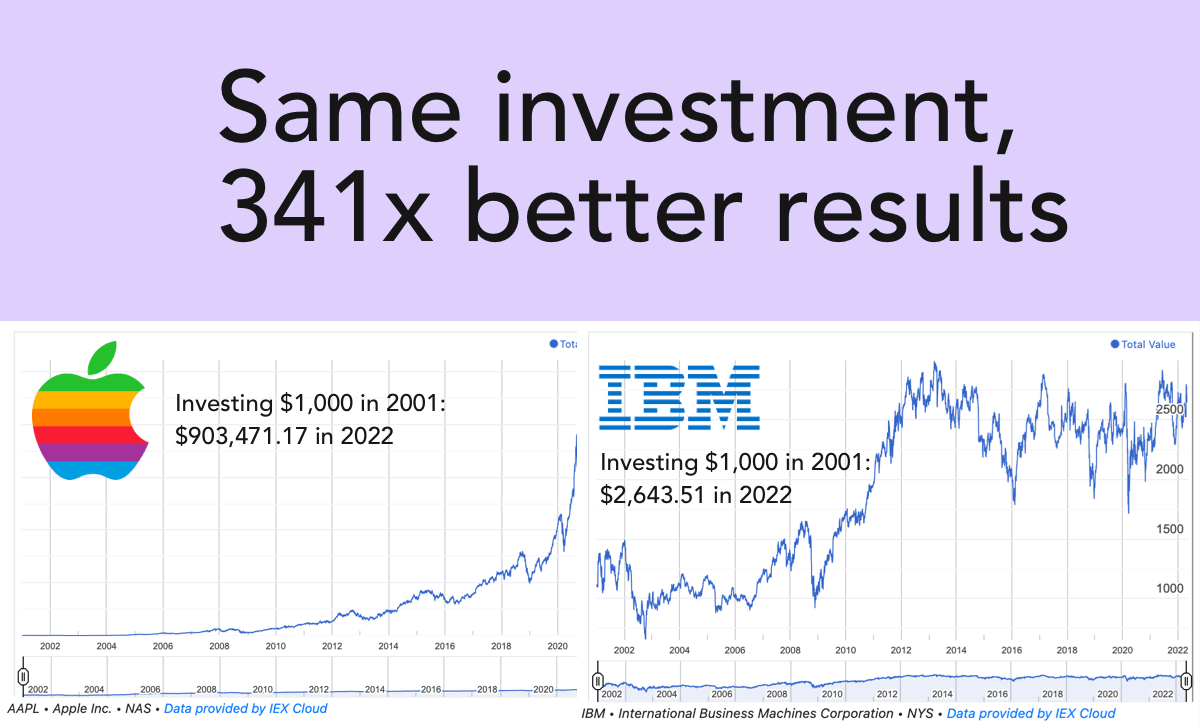 Same investment,
341x better results
Tota
Investing $1,000 in 2001:
$903,471.17 in 2022
2002 2004 2006 2008 2010 2012 2014 2016 2018 2020
2002 2004 2006 2008 2010 2012 2014 2016 2018 2020
AAPL • Apple Inc. • NAS • Data provided by IEX Cloud
Total Value
IBM
Investing $1,000 in 2001:
$2,643.51 in 2022
2500
2000
1500
1000
2002 2004 2006 2008 2010 2012 2014 2016 2018 2020 2022
2002 2004 2006 2008 2010 2012 2014 2016 2018 2020 2022
IBM • International Business Machines Corporation • NYS • Data provided by IEX Cloud